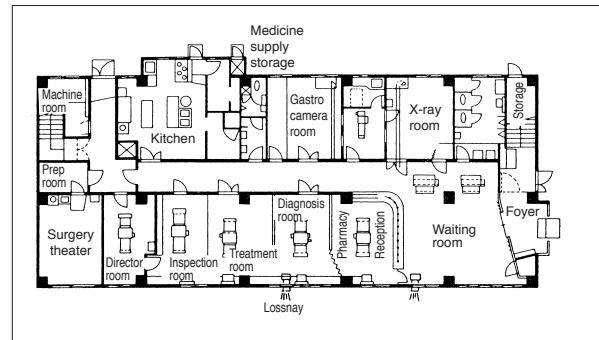 Medicine
supply
storage
Machine
room
Kitchen
Gastro
camera
room
X-ray
room
Storage
Prep
room
Surgery
theater
Director
room
Inspection
room
Treatment
room
Diagnosis
room
Pharmacy
Reception
Waiting
room
Foyer
Lossnay